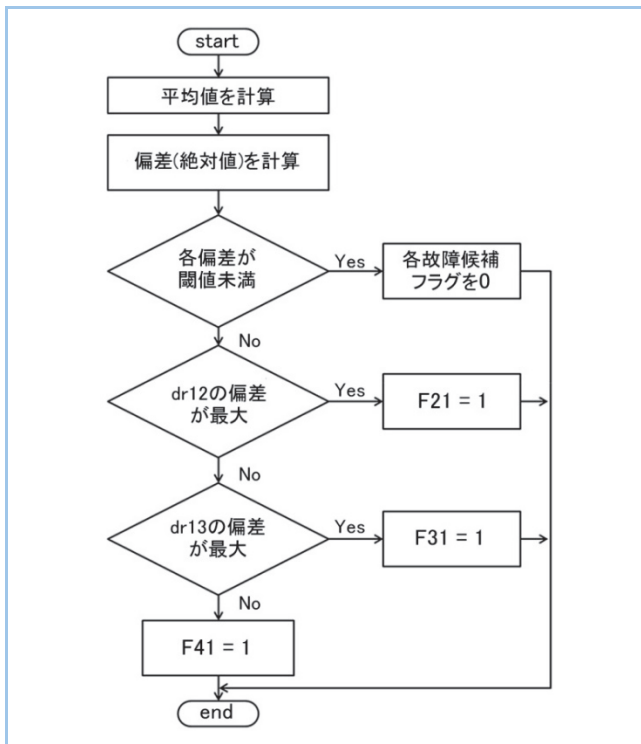 start
平均値を計算
偏差(絶対値)を計算
各偏差が
閾値未満
Yes
各故障候補
フラグを0
No
dr12の偏差
が最大
Yes
F21 = 1
No
dr13の偏差
が最大
Yes
F31 = 1
No
F41 = 1
end